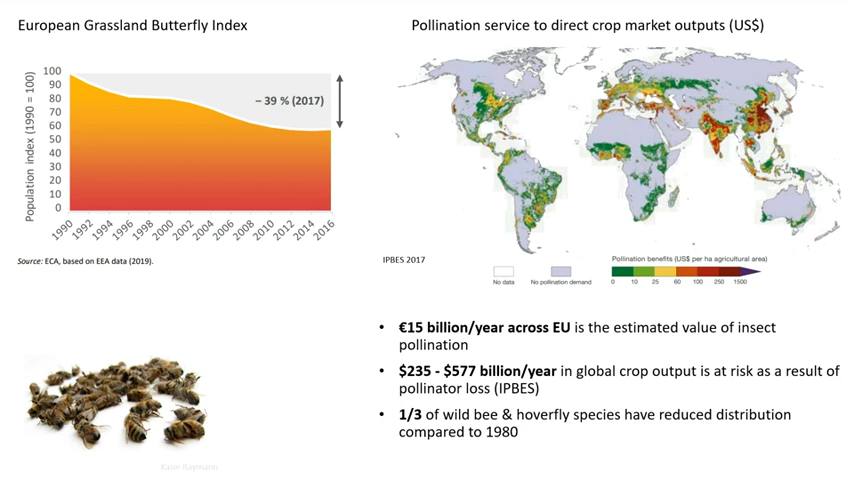 European Grassland Butterfly Index
Population index (1990 = 100)
100
90
80
70
60
50
40
30
20
10
0
– 39 % (2017)
1990
1992
1994
1996
1998
2000
2002
2004
2006
2008
2010
2012
2014
2016
Source: ECA, based on EEA data (2019).
Pollination service to direct crop market outputs (US$)
IPBES 2017
No data
No pollination demand
Pollination benefits (US$ per ha agricultural area)
0 10 25 60 100 250 1500
• €15 billion/year across EU is the estimated value of insect
pollination
• $235 - $577 billion/year in global crop output is at risk as a result of
pollinator loss (IPBES)
• 1/3 of wild bee & hoverfly species have reduced distribution
compared to 1980